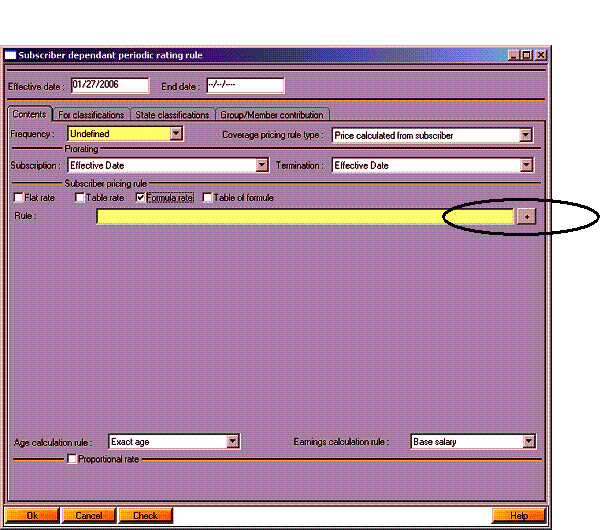 Subscriber dependant periodic rating rule
Effective date : 01/27/2006 End date : --/--/----
Contents For classifications State classifications Group/Member contribution
Frequency : Undefined Coverage pricing rule type : Price calculated from subscriber
Prorating
Subscription : Effective Date Termination : Effective Date
Subscriber pricing rule
Flat rate Table rate Formula rate Table of formule
Rule : +
Age calculation rule : Exact age Earnings calculation rule : Base salary
Proportional rate
Ok Cancel Check Help